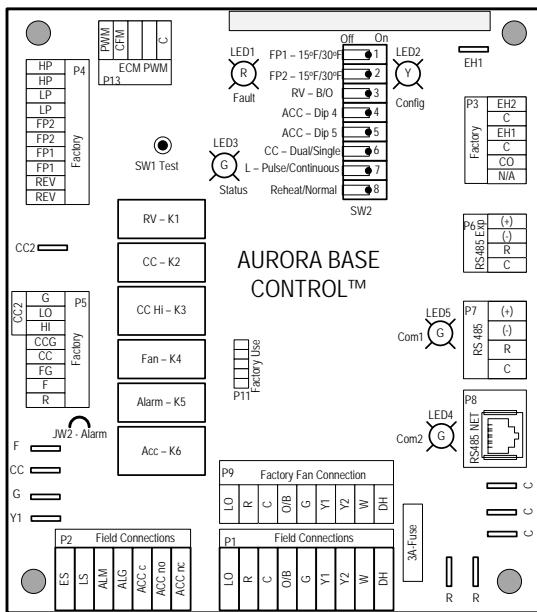 PWM
CFM
C
ECM PWM
P13
Off On
LED1
R
Fault
FP1 – 15ºF/30ºF 1
FP2 – 15ºF/30ºF 2
RV – B/O 3
ACC – Dip 4 4
ACC – Dip 5 5
CC – Dual/Single 6
L – Pulse/Continuous 7
Reheat/Normal 8
SW2
LED2
Y
Config
EH1
P4
HP
HP
LP
LP
FP2
FP2
FP1
FP1
REV
REV
Factory
SW1 Test
LED3
G
Status
P3
Factory
EH2
C
EH1
C
CO
N/A
RV – K1
CC – K2
CC Hi – K3
Fan – K4
Alarm – K5
Acc – K6
AURORA BASE
CONTROL™
P6
RS485 Exp
(+)
(-)
R
C
CC2
CC2
P5
G
LO
HI
CCG
CC
FG
F
R
Factory
JW2 - Alarm
Factory Use
P11
LED5
Com1
G
P7
RS 485
(+)
(-)
R
C
LED4
Com2
G
P8
RS485 NET
F
CC
G
Y1
P9 Factory Fan Connection
LO R C O/B G Y1 Y2 W DH
C
C
C
P2 Field Connections
ES LS ALM ALG ACC c ACC no ACC nc
P1 Field Connections
LO R C O/B G Y1 Y2 W DH
3A-Fuse
R R